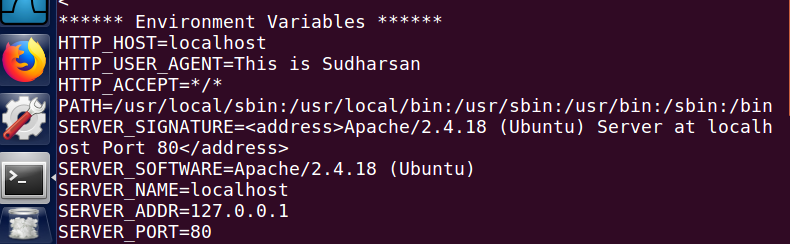 <
****** Environment Variables ******
HTTP_HOST=localhost
HTTP_USER_AGENT=This is Sudharsan
HTTP_ACCEPT=*/*
PATH=/usr/local/sbin:/usr/local/bin:/usr/sbin:/usr/bin:/sbin:/bin
SERVER_SIGNATURE=<address>Apache/2.4.18 (Ubuntu) Server at localh
ost Port 80</address>
SERVER_SOFTWARE=Apache/2.4.18 (Ubuntu)
SERVER_NAME=localhost
SERVER_ADDR=127.0.0.1
SERVER_PORT=80